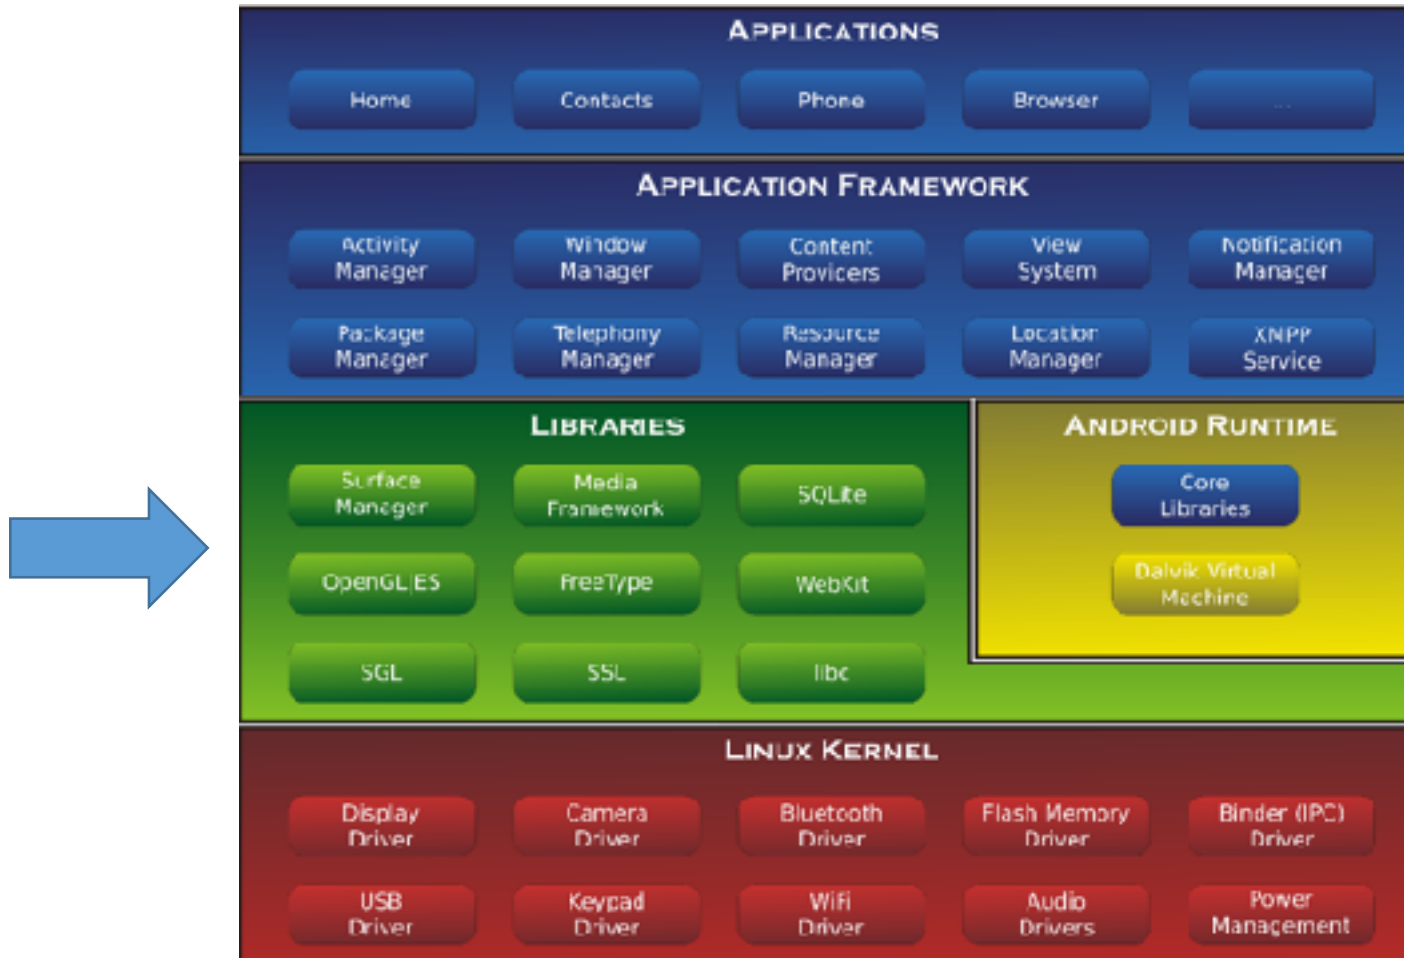 APPLICATIONS
Home
Contacts
Phone
Browser
...
APPLICATION FRAMEWORK
Activity
Manager
Window
Manager
Content
Providers
View
System
Notification
Manager
Package
Manager
Telephony
Manager
Resource
Manager
Location
Manager
XMPP
Service
LIBRARIES
Surface
Manager
Media
Framework
SQLite
OpenGL|ES
FreeType
WebKit
SGL
SSL
libc
ANDROID RUNTIME
Core
Libraries
Dalvik Virtual
Machine
LINUX KERNEL
Display
Driver
Camera
Driver
Bluetooth
Driver
Flash Memory
Driver
Binder (IPC)
Driver
USB
Driver
Keypad
Driver
WiFi
Driver
Audio
Drivers
Power
Management